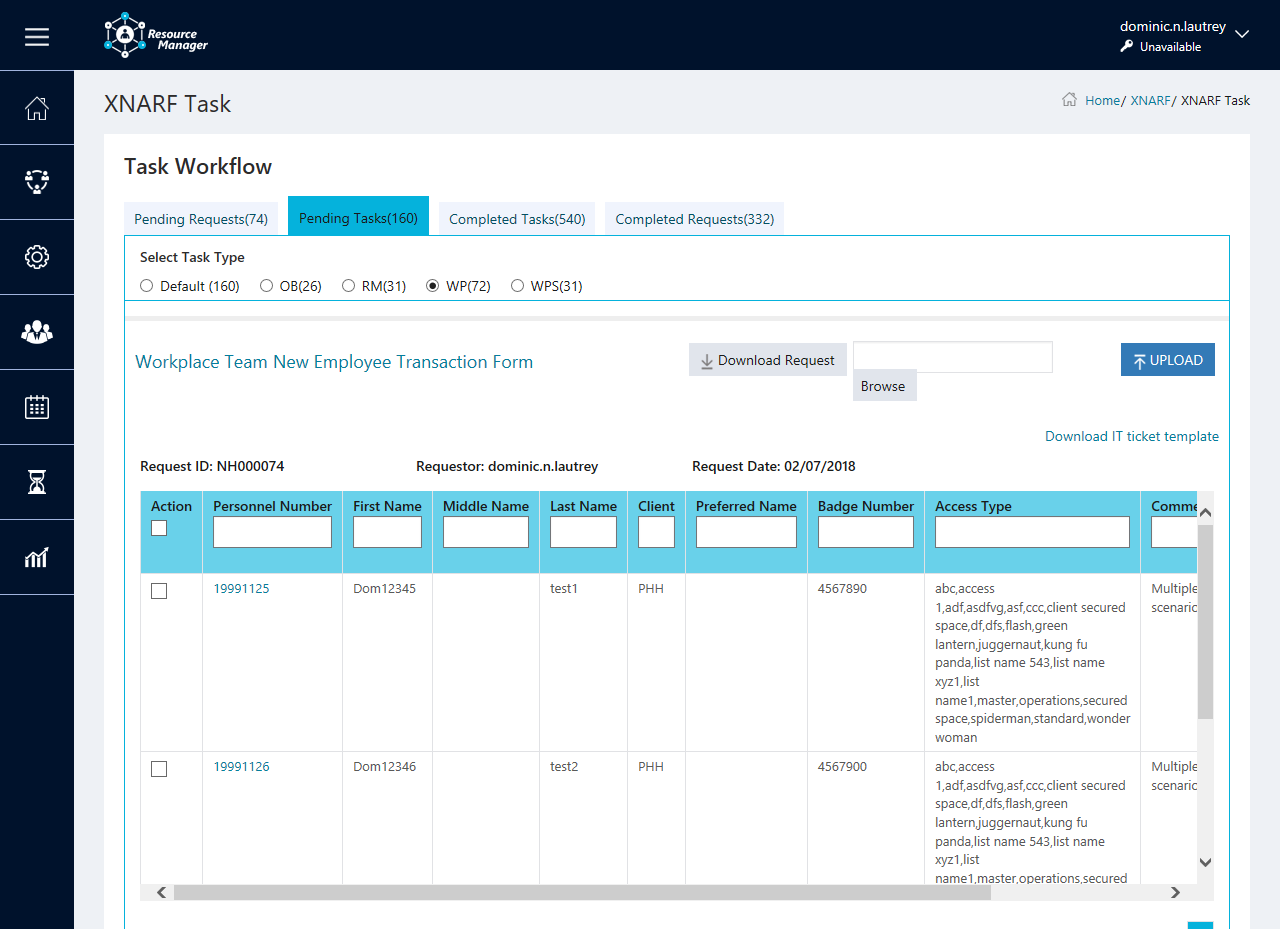 Resource
Manager
dominic.n.lautrey
Unavailable
XNARF Task
Home/ XNARF/ XNARF Task
Task Workflow
Pending Requests(74)
Pending Tasks(160)
Completed Tasks(540)
Completed Requests(332)
Select Task Type
Default (160) OB(26) RM(31) WP(72) WPS(31)
Workplace Team New Employee Transaction Form
Download Request
Browse
UPLOAD
Download IT ticket template
Request ID: NH000074 Requestor: dominic.n.lautrey Request Date: 02/07/2018
Action Personnel Number First Name Middle Name Last Name Client Preferred Name Badge Number Access Type Comme
19991125 Dom12345 test1 PHH 4567890
abc,access
1,adf,asdfvg,asf,ccc,client secured
space,df,dfs,flash,green
lantern,juggernaut,kung fu
panda,list name 543,list name
xyz1,list
name1,master,operations,secured
space,spiderman,standard,wonder
woman
Multiple
scenaric
19991126 Dom12346 test2 PHH 4567900
abc,access
1,adf,asdfvg,asf,ccc,client secured
space,df,dfs,flash,green
lantern,juggernaut,kung fu
panda,list name 543,list name
xyz1,list
name1,master,operations,secured
Multiple
scenaric